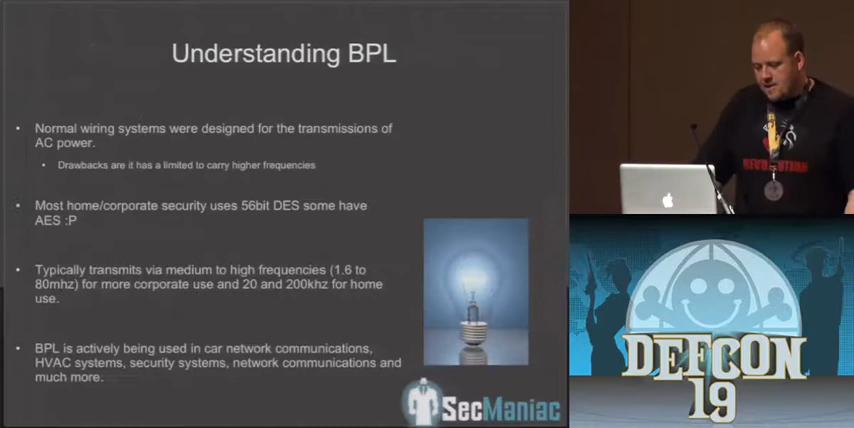 Understanding BPL
• Normal wiring systems were designed for the transmissions of
AC power.
• Drawbacks are it has a limited to carry higher frequencies
• Most home/corporate security uses 56bit DES some have
AES :P
• Typically transmits via medium to high frequencies (1.6 to
80mhz) for more corporate use and 20 and 200khz for home
use.
• BPL is actively being used in car network communications,
HVAC systems, security systems, network communications and
much more.
SecManiac
REVOLUTION
DEFCON
19